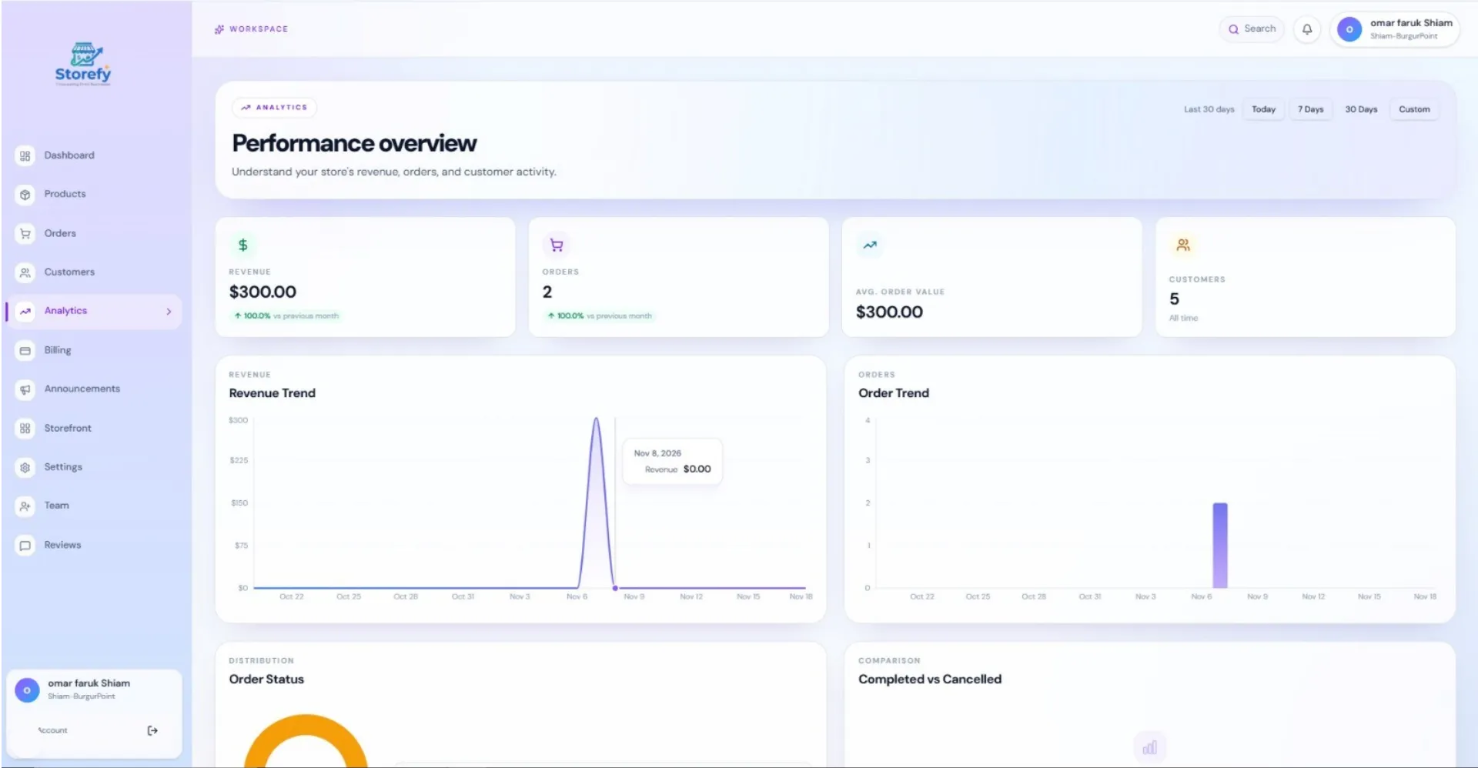 Storefy
WORKSPACE
Search
omar faruk Shiam
Shiam-BurgurPoint
Dashboard
Products
Orders
Customers
Analytics
Billing
Announcements
Storefront
Settings
Team
Reviews
omar faruk Shiam
Shiam-BurgurPoint
Account
ANALYTICS
Last 30 days Today 7 Days 30 Days Custom
Performance overview
Understand your store's revenue, orders, and customer activity.
REVENUE
$300.00
100.0% vs previous month
ORDERS
2
100.0% vs previous month
AVG. ORDER VALUE
$300.00
CUSTOMERS
5
All time
REVENUE
Revenue Trend
$300
$225
$150
$75
$0
Nov 8, 2026
Revenue $0.00
Oct 22 Oct 25 Oct 28 Oct 31 Nov 3 Nov 6 Nov 9 Nov 12 Nov 15 Nov 18
ORDERS
Order Trend
4
3
2
1
0
Oct 22 Oct 25 Oct 28 Oct 31 Nov 3 Nov 6 Nov 9 Nov 12 Nov 15 Nov 18
DISTRIBUTION
Order Status
COMPARISON
Completed vs Cancelled